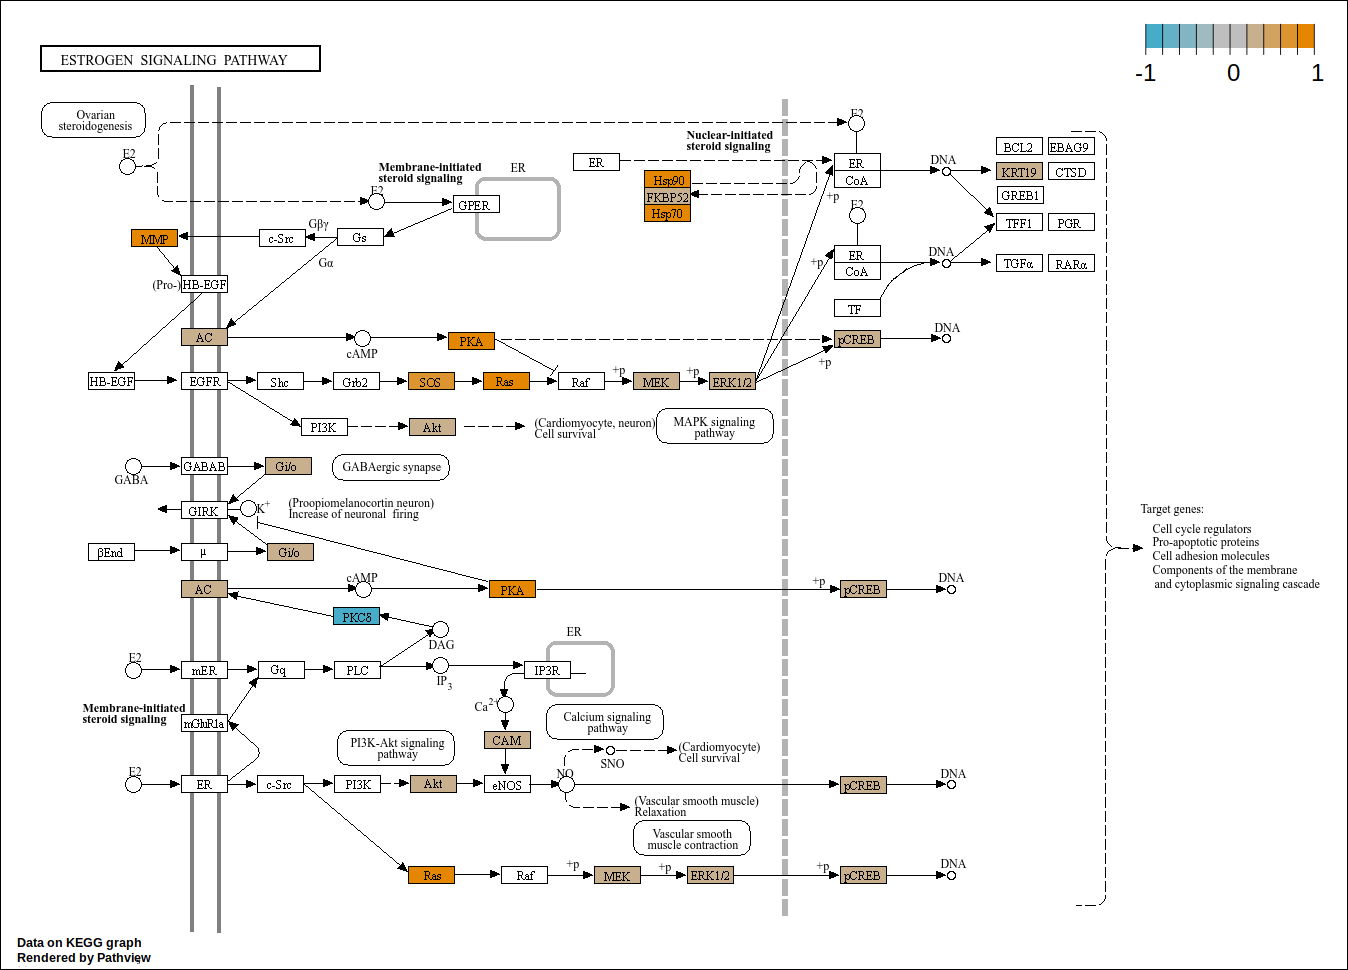 ESTROGEN SIGNALING PATHWAY
-1 0 1
Ovarian
steroidogenesis
E2
E2
Nuclear-initiated
steroid signaling
Membrane-initiated
steroid signaling
ER
ER
ER
CoA
DNA
BCL2 EBAG9
KRT19 CTSD
GREB1
TFF1 PGR
Hsp90
FKBP52
Hsp70
E2
GPER
+p
E2
MMP
c-Src
Gβγ
Gs
Gα
ER
CoA
+p
DNA
TGFα RARα
(Pro-) HB-EGF
TF
AC
cAMP
PKA
pCREB
DNA
+p
HB-EGF EGFR Shc Grb2 SOS Ras Raf +p MEK +p ERK1/2
PI3K Akt
(Cardiomyocyte, neuron)
Cell survival
MAPK signaling
pathway
GABA
GABAB Gi/o
GABAergic synapse
GIRK K+
(Propiomelanocortin neuron)
Increase of neuronal firing
βEnd μ Gi/o
AC
cAMP
PKA
+p
pCREB
DNA
PKCδ
DAG
E2
mER Gq PLC
IP3
IP3R
ER
Ca2+
Membrane-initiated
steroid signaling
mGluR1a
PI3K-Akt signaling
pathway
CAM
Calcium signaling
pathway
E2
ER c-Src PI3K Akt eNOS NO
SNO
(Cardiomyocyte)
Cell survival
pCREB
DNA
(Vascular smooth muscle)
Relaxation
Vascular smooth
muscle contraction
Ras Raf +p MEK +p ERK1/2 +p pCREB DNA
Target genes:
Cell cycle regulators
Pro-apoptotic proteins
Cell adhesion molecules
Components of the membrane
and cytoplasmic signaling cascade
Data on KEGG graph
Rendered by Pathview